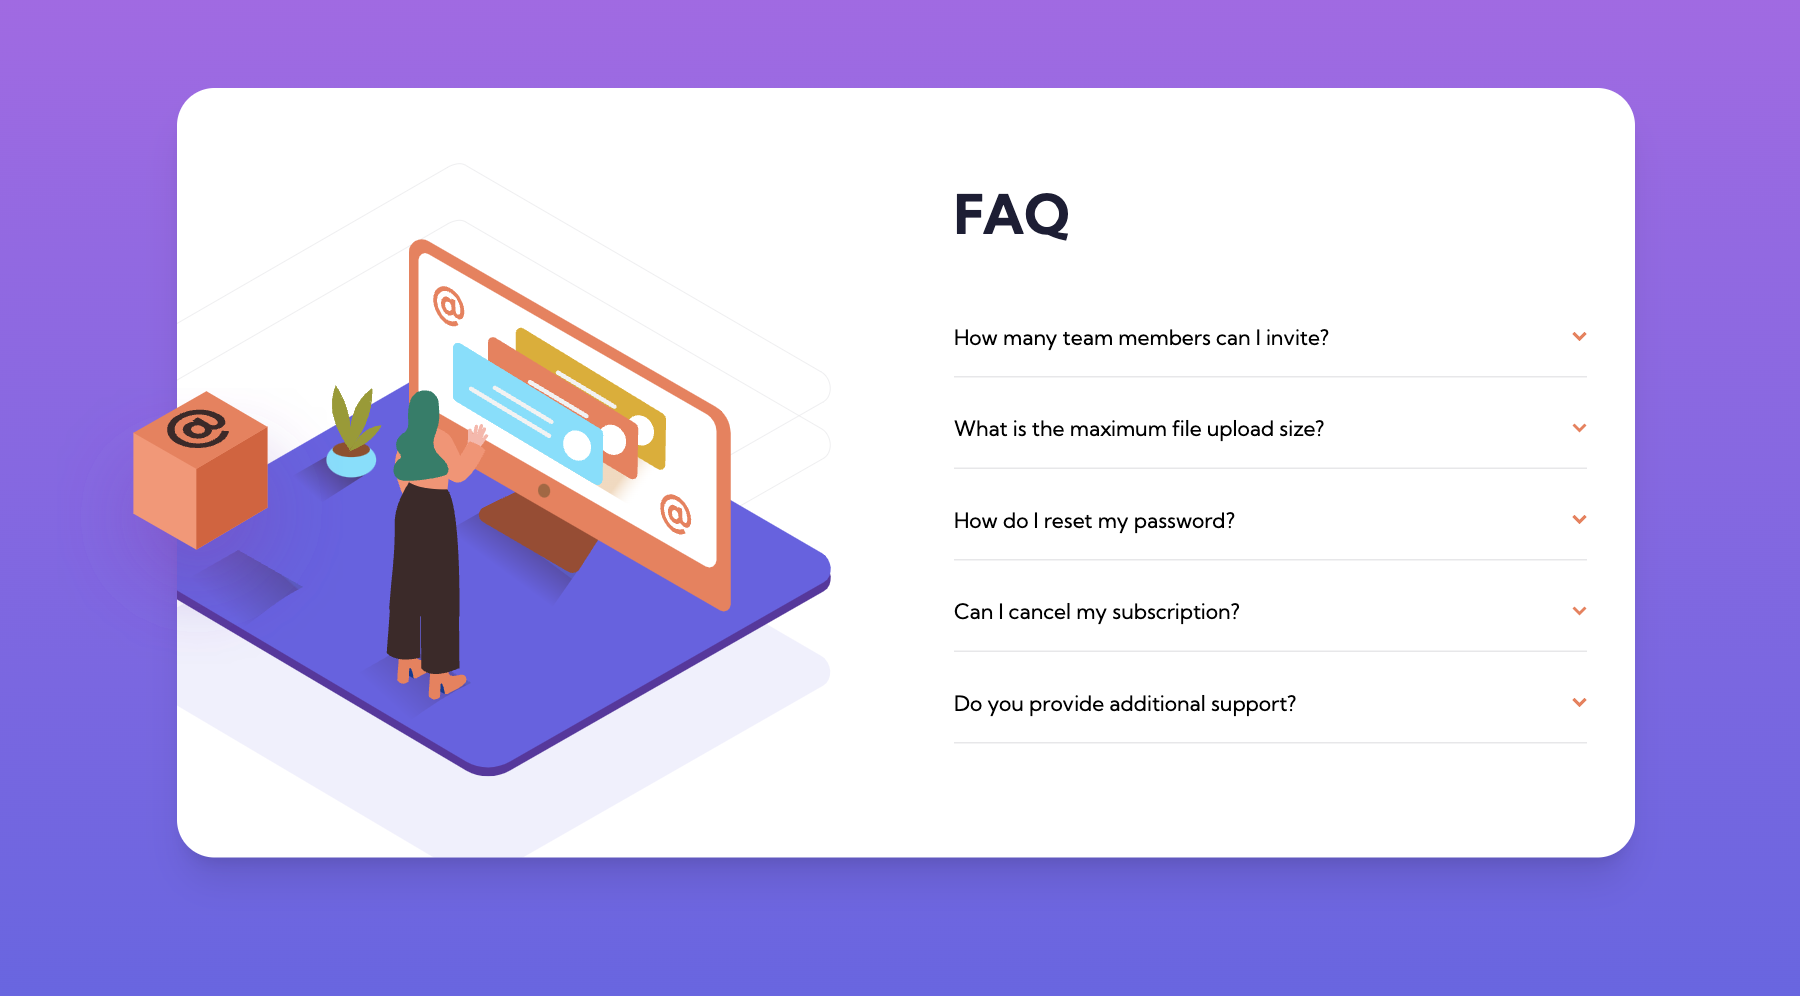 @
@
@
FAQ
How many team members can I invite?
What is the maximum file upload size?
How do I reset my password?
Can I cancel my subscription?
Do you provide additional support?